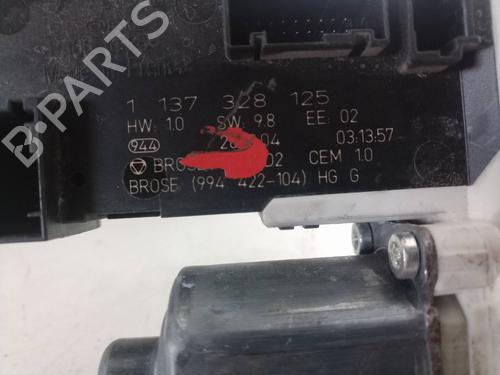 B-PARTS
1 137 328 125
HW: 1.0 SW: 9.8 EE: 02
944 03:13:57
BROSE 02 CEM 1.0
BROSE (994 422-104) HG G